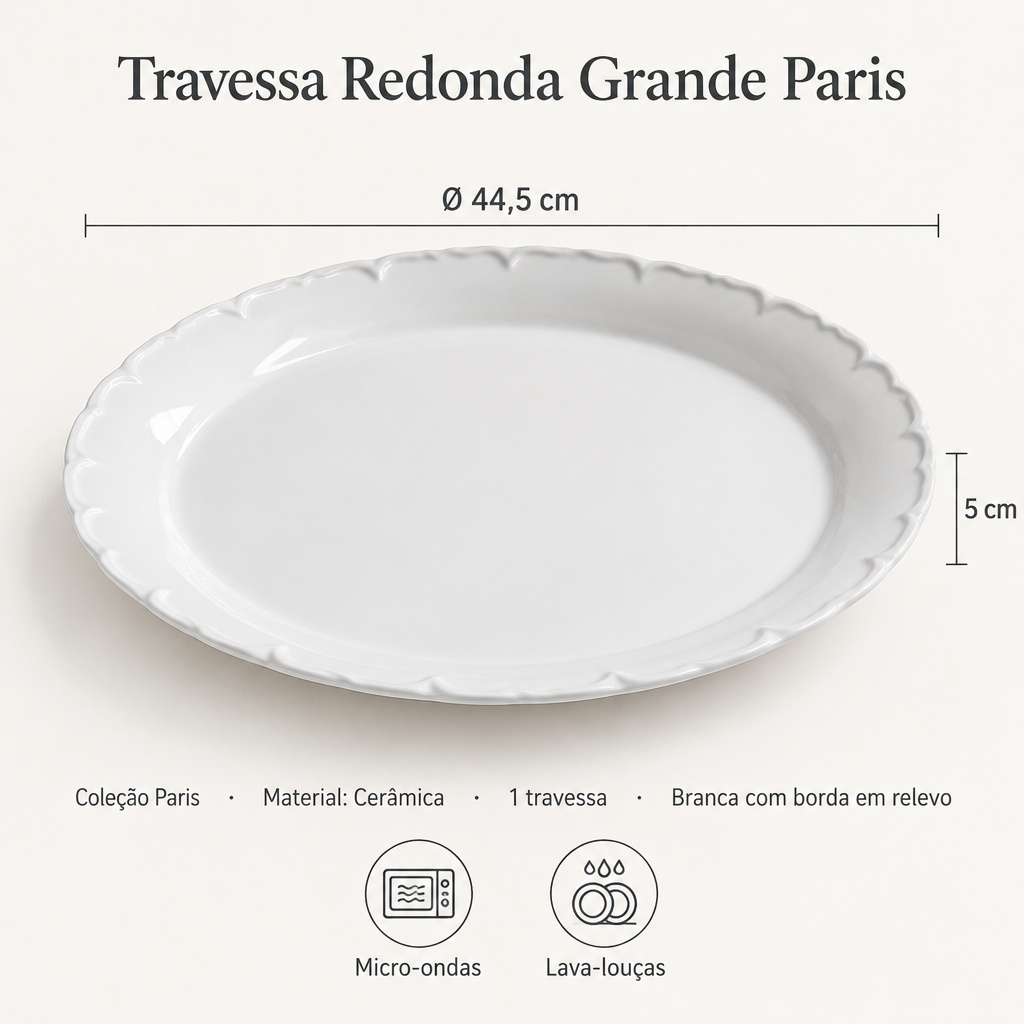 Travessa Redonda Grande Paris
Ø 44,5 cm
5 cm
Coleção Paris · Material: Cerâmica · 1 travessa · Branca com borda em relevo
Micro-ondas
Lava-louças